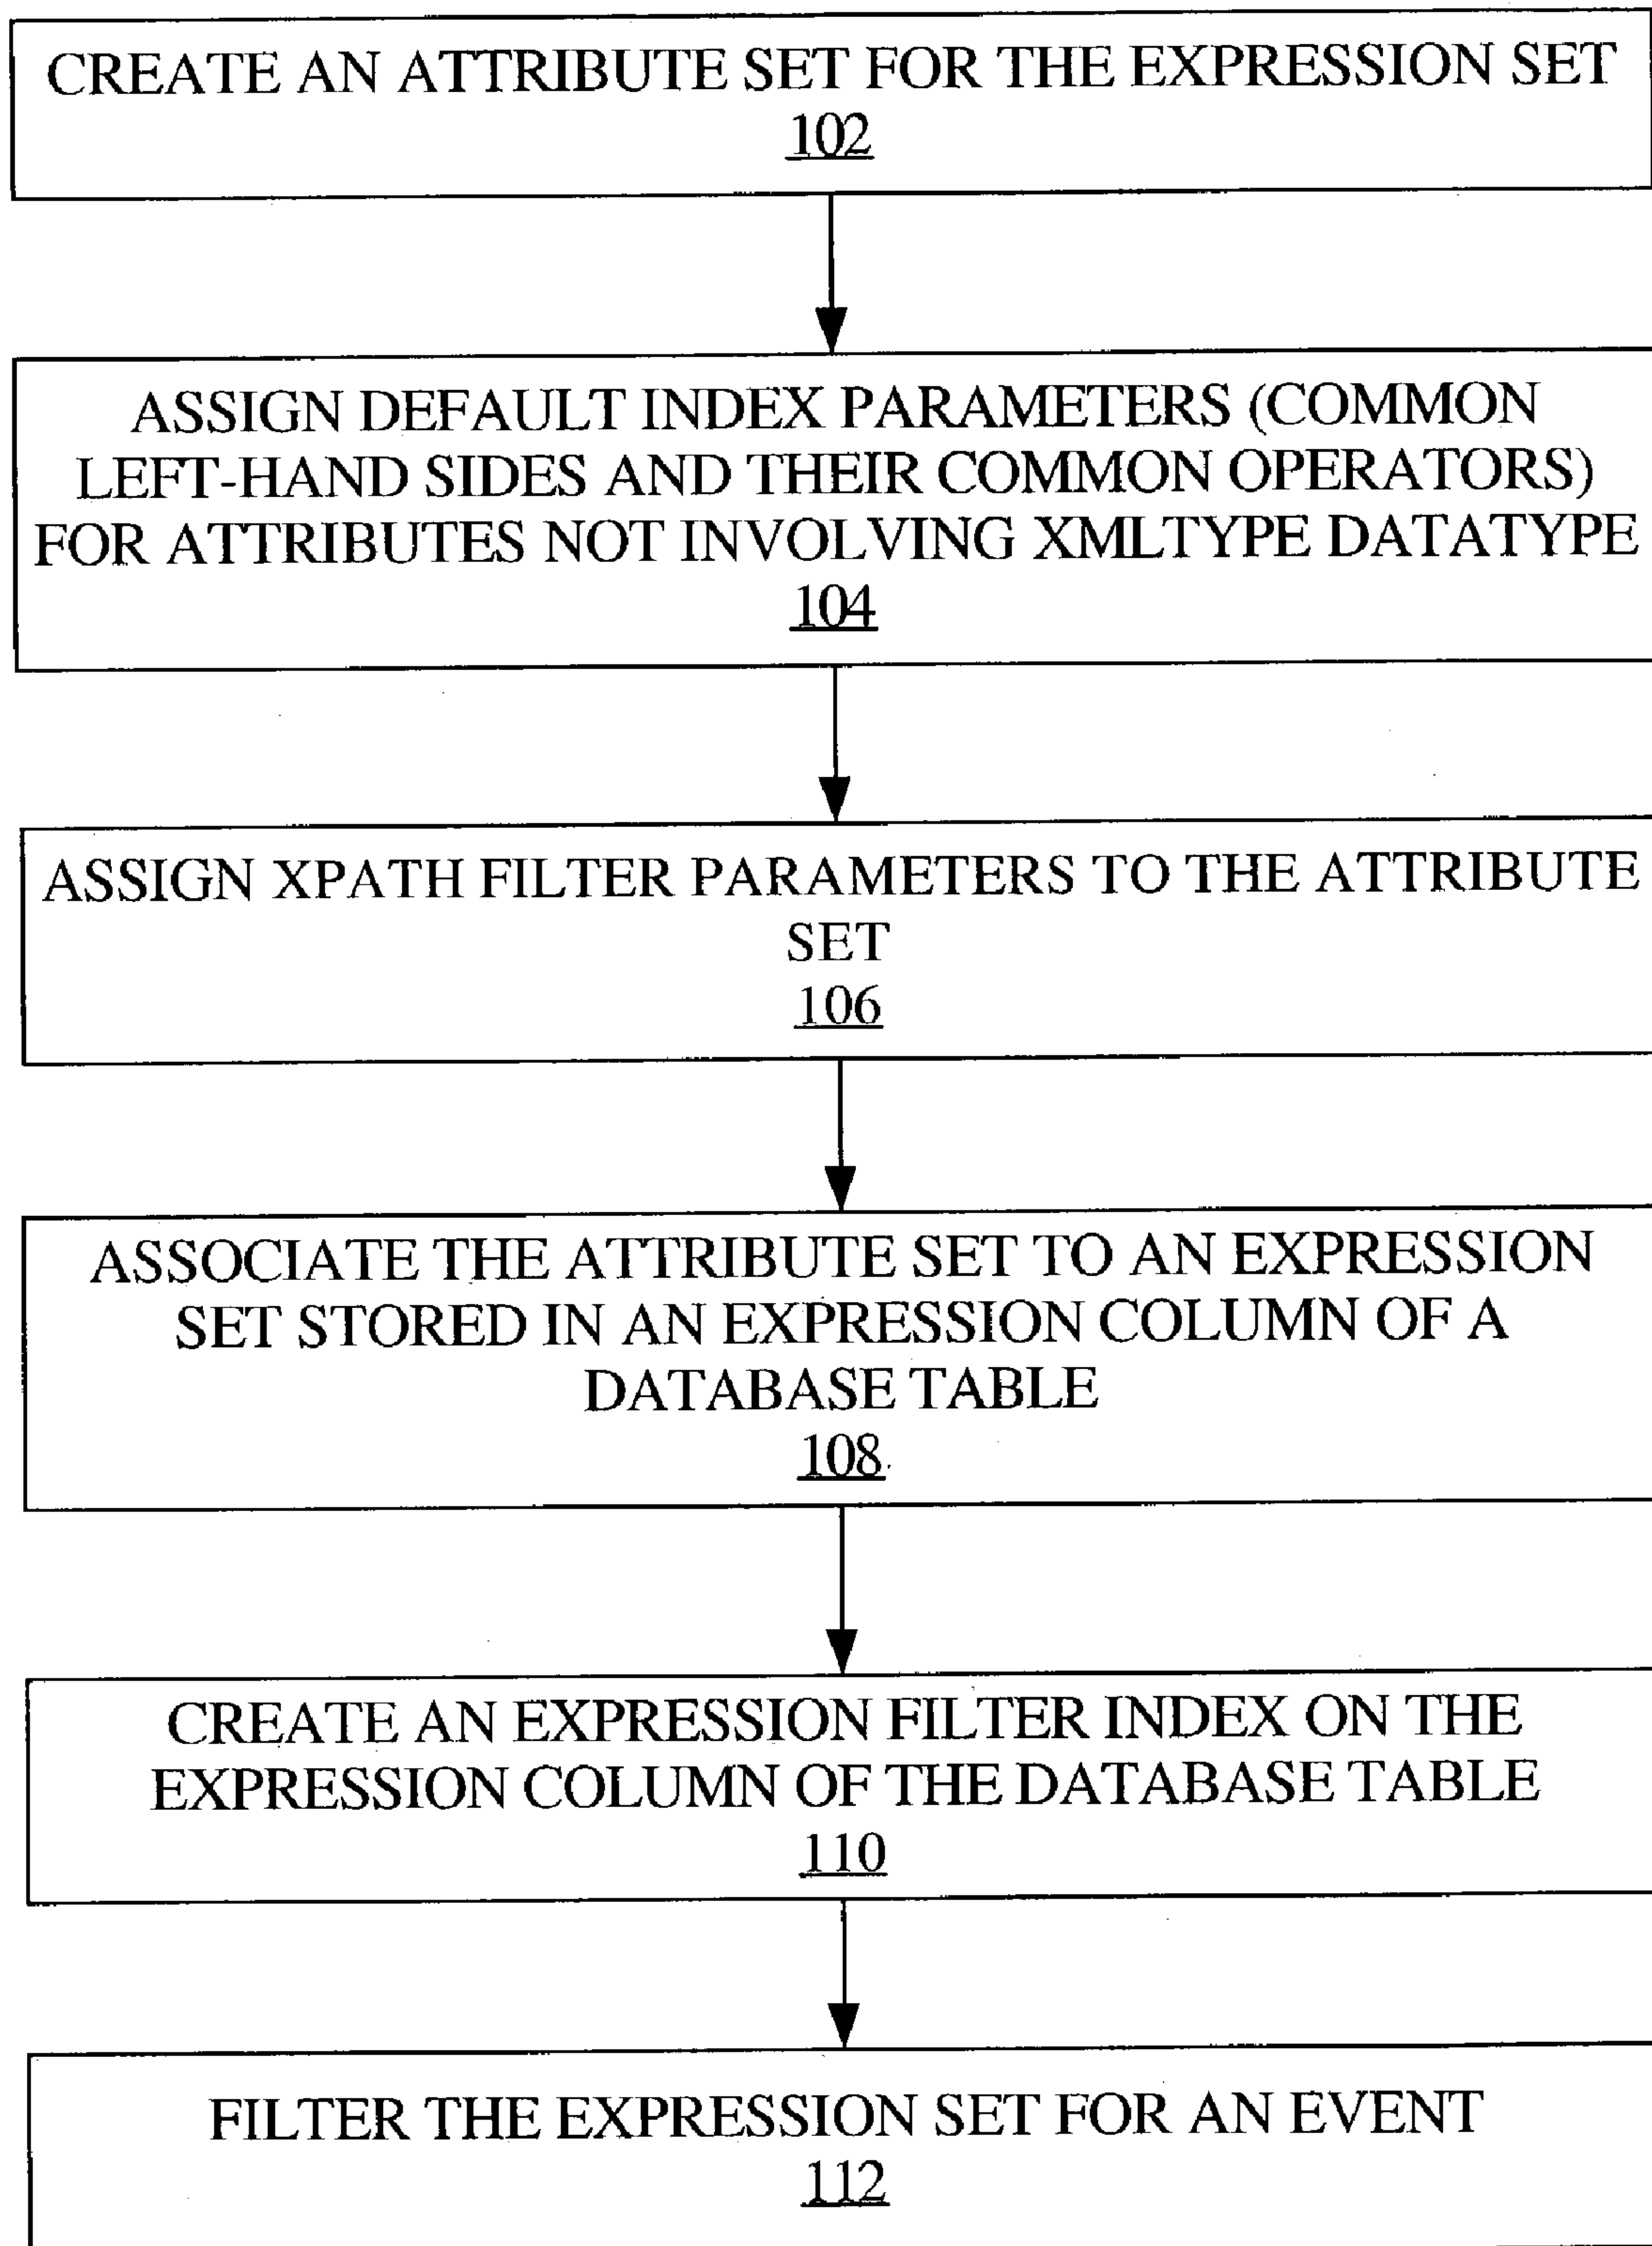 CREATE AN ATTRIBUTE SET FOR THE EXPRESSION SET
102
ASSIGN DEFAULT INDEX PARAMETERS (COMMON
LEFT-HAND SIDES AND THEIR COMMON OPERATORS)
FOR ATTRIBUTES NOT INVOLVING XMLTYPE DATATYPE
104
ASSIGN XPATH FILTER PARAMETERS TO THE ATTRIBUTE
SET
106
ASSOCIATE THE ATTRIBUTE SET TO AN EXPRESSION
SET STORED IN AN EXPRESSION COLUMN OF A
DATABASE TABLE
108
CREATE AN EXPRESSION FILTER INDEX ON THE
EXPRESSION COLUMN OF THE DATABASE TABLE
110
FILTER THE EXPRESSION SET FOR AN EVENT
112